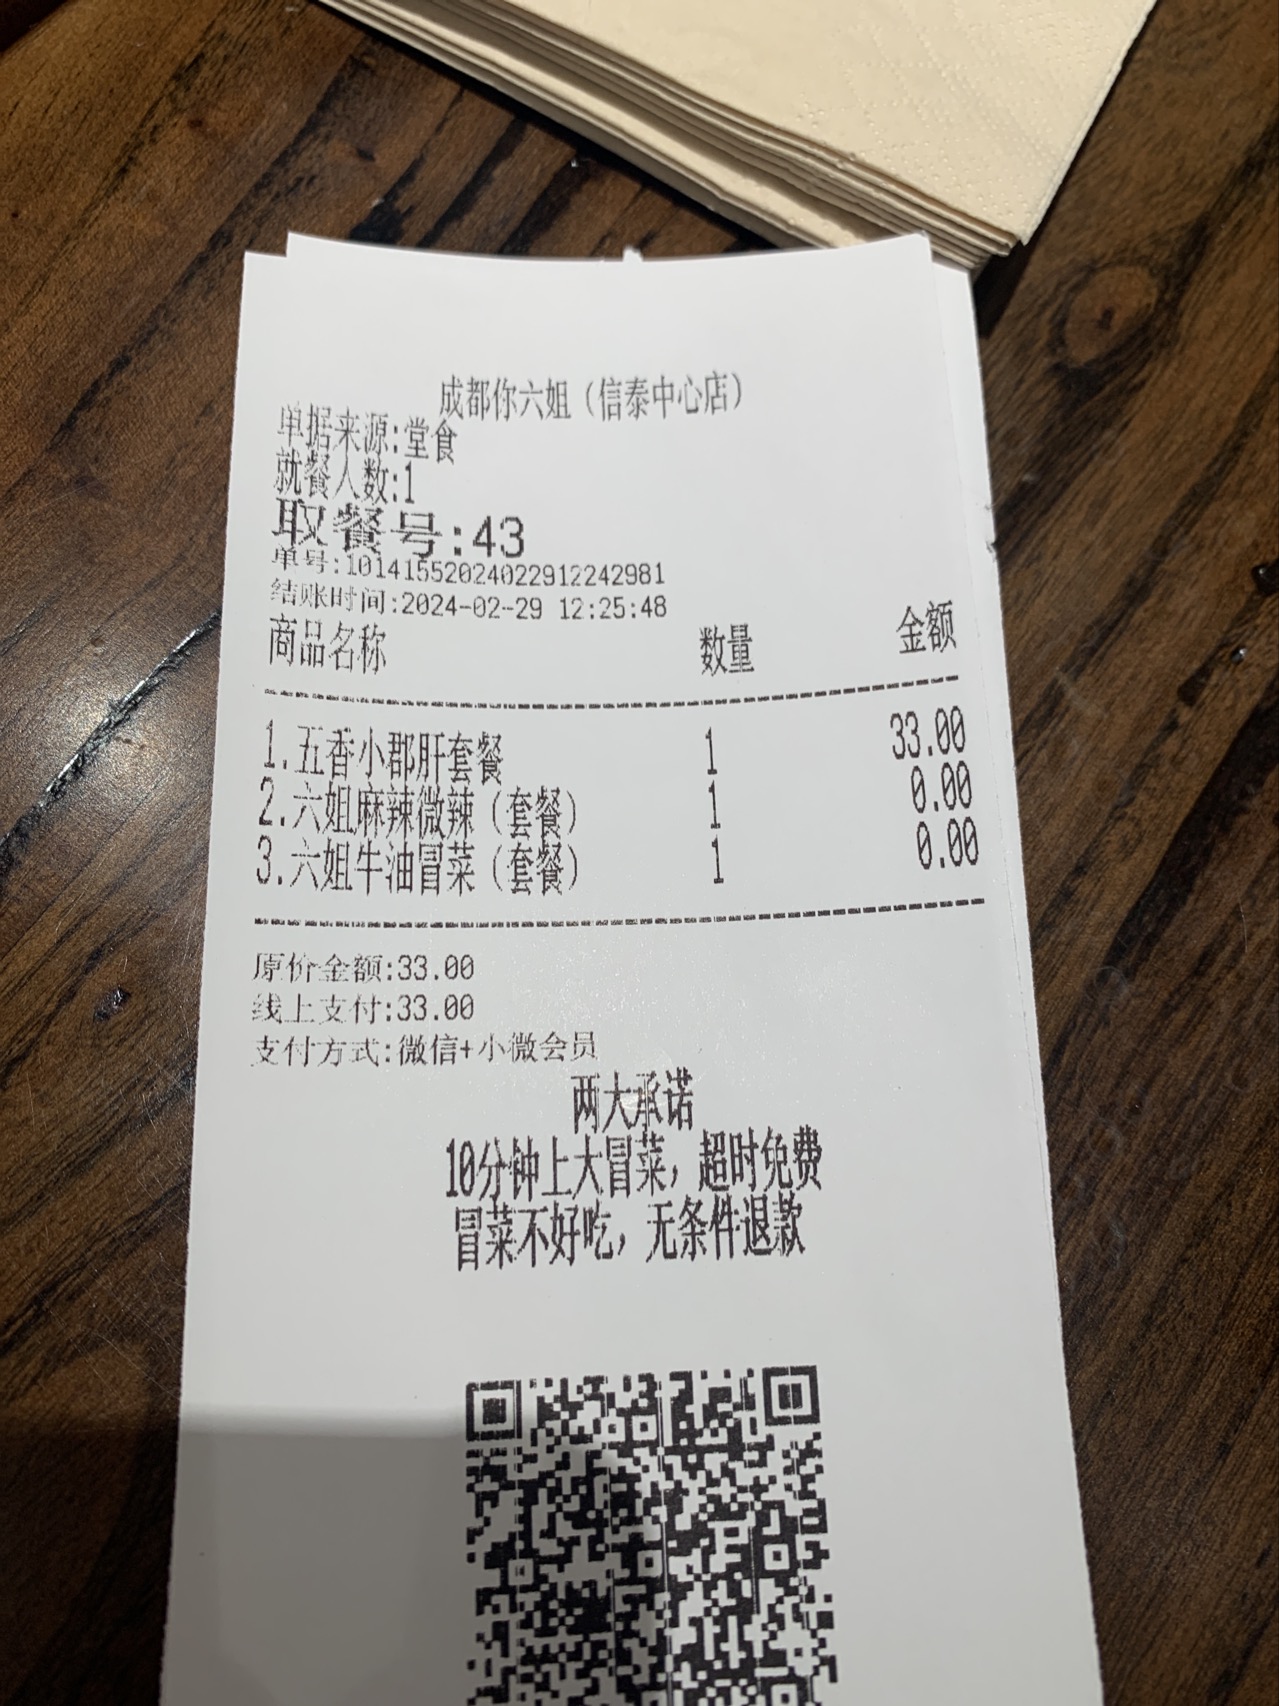 成都你六姐（信泰中心店）
单据来源:堂食
就餐人数:1
取餐号:43
单号:10141552024022912242981
结账时间:2024-02-29 12:25:48
商品名称 数量 金额
1.五香小郡肝套餐 1 33.00
2.六姐麻辣微辣（套餐） 1 0.00
3.六姐牛油冒菜（套餐） 1 0.00
原价金额:33.00
线上支付:33.00
支付方式:微信+小微会员
两大承诺
10分钟上大冒菜，超时免费
冒菜不好吃，无条件退款